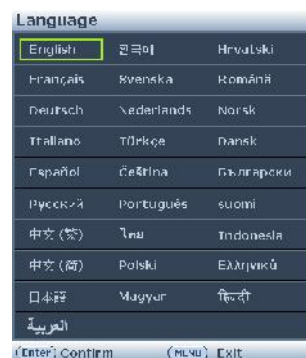 Language
English 한국어 Hrvatski
Français Svenska Română
Deutsch Nederlands Norsk
Italiano Türkçe Dansk
Español Čeština Български
Русский Português suomi
中文 (繁) ไทย Indonesia
中文 (简) Polski Ελληνικά
日本語 Magyar हिन्दी
العربية
(Enter) Confirm (MENU) Exit